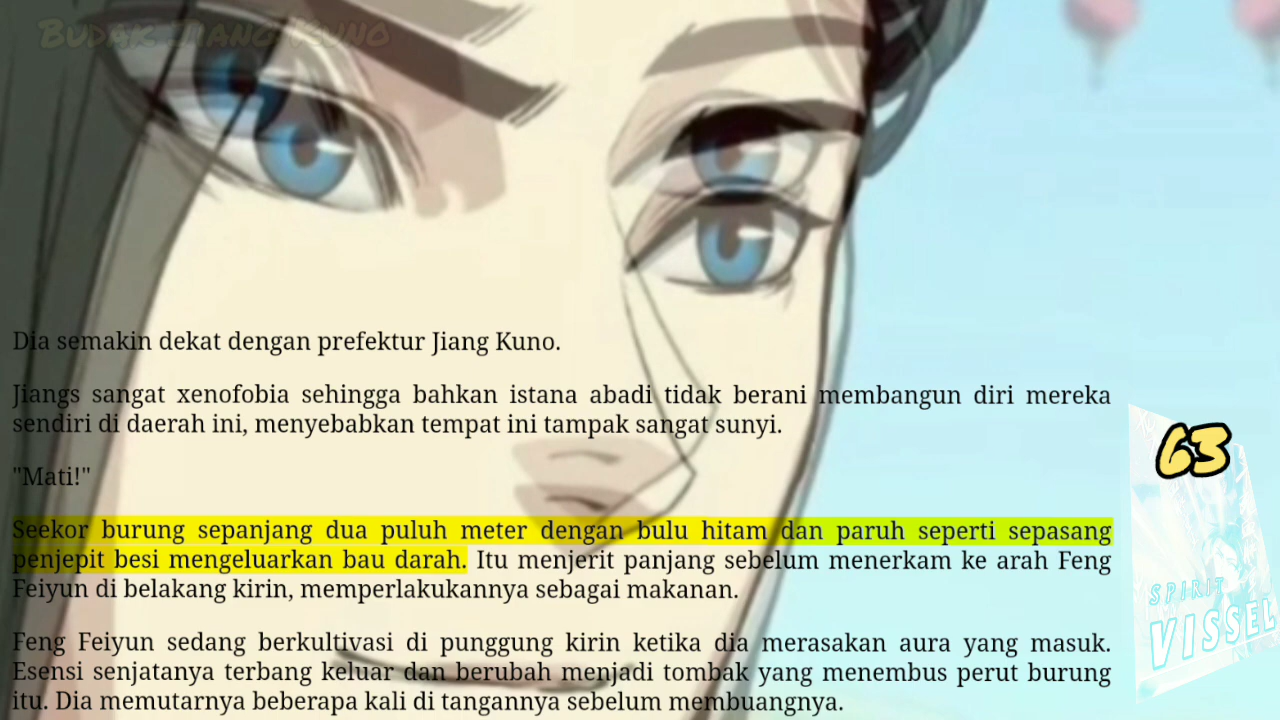 Budak Jiang Kuno
Dia semakin dekat dengan prefektur Jiang Kuno.
Jiangs sangat xenofobia sehingga bahkan istana abadi tidak berani membangun diri mereka
sendiri di daerah ini, menyebabkan tempat ini tampak sangat sunyi.
"Mati!"
Seekor burung sepanjang dua puluh meter dengan bulu hitam dan paruh seperti sepasang
penjepit besi mengeluarkan bau darah. Itu menjerit panjang sebelum menerkam ke arah Feng
Feiyun di belakang kirin, memperlakukannya sebagai makanan.
Feng Feiyun sedang berkultivasi di punggung kirin ketika dia merasakan aura yang masuk.
Esensi senjatanya terbang keluar dan berubah menjadi tombak yang menembus perut burung
itu. Dia memutarnya beberapa kali di tangannya sebelum membuangnya.
63
SPIRIT
VISSEL